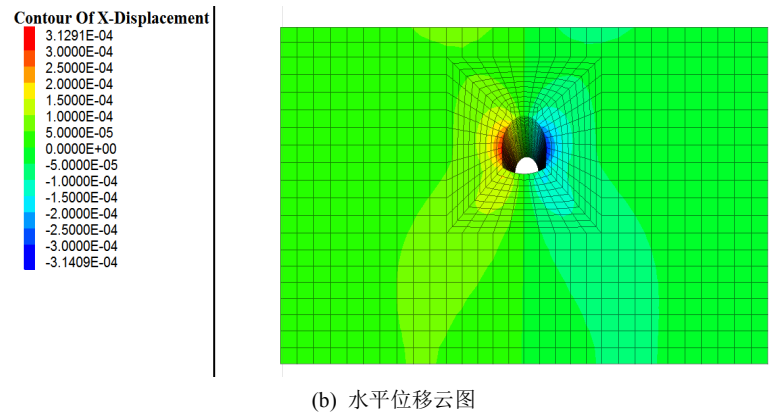 Contour Of X-Displacement
3.1291E-04
3.0000E-04
2.5000E-04
2.0000E-04
1.5000E-04
1.0000E-04
5.0000E-05
0.0000E+00
-5.0000E-05
-1.0000E-04
-1.5000E-04
-2.0000E-04
-2.5000E-04
-3.0000E-04
-3.1409E-04
(b) 水平位移云图